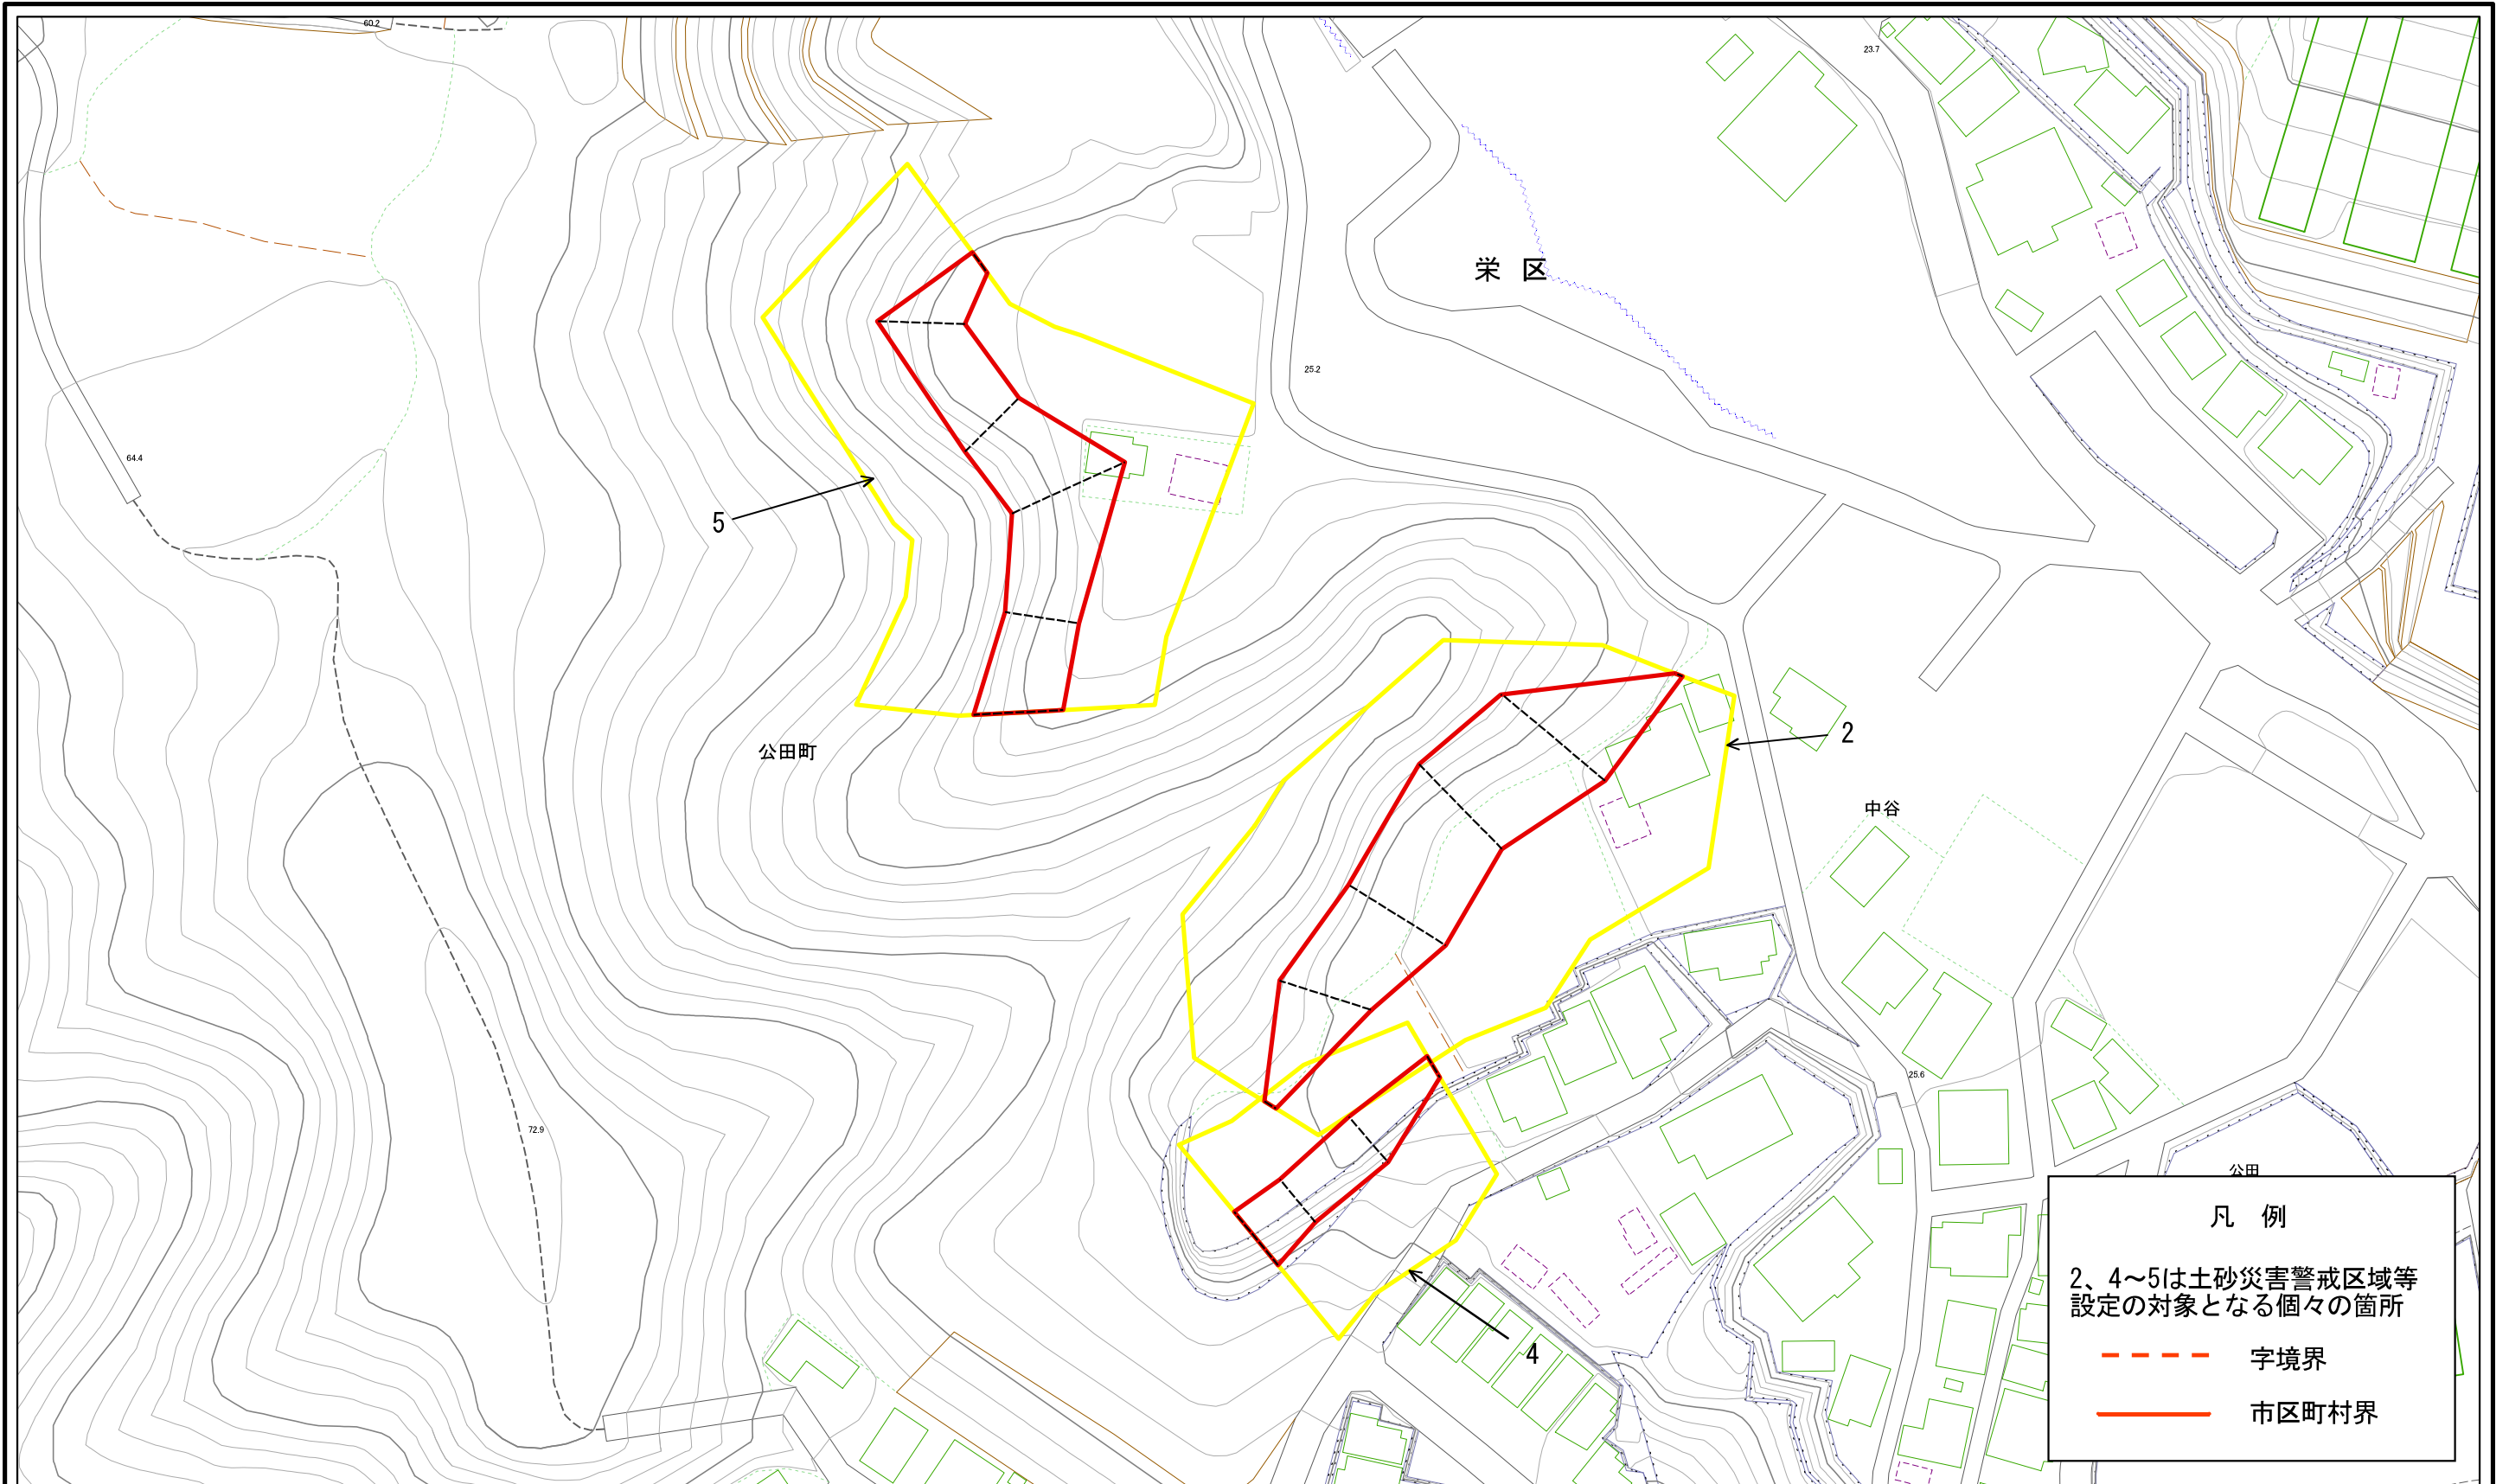 60.2
23.7
栄 区
25.2
64.4
5
2
公田町
中谷
25.6
72.9
公田
4
凡 例
2、4～5は土砂災害警戒区域等
設定の対象となる個々の箇所
字境界
市区町村界